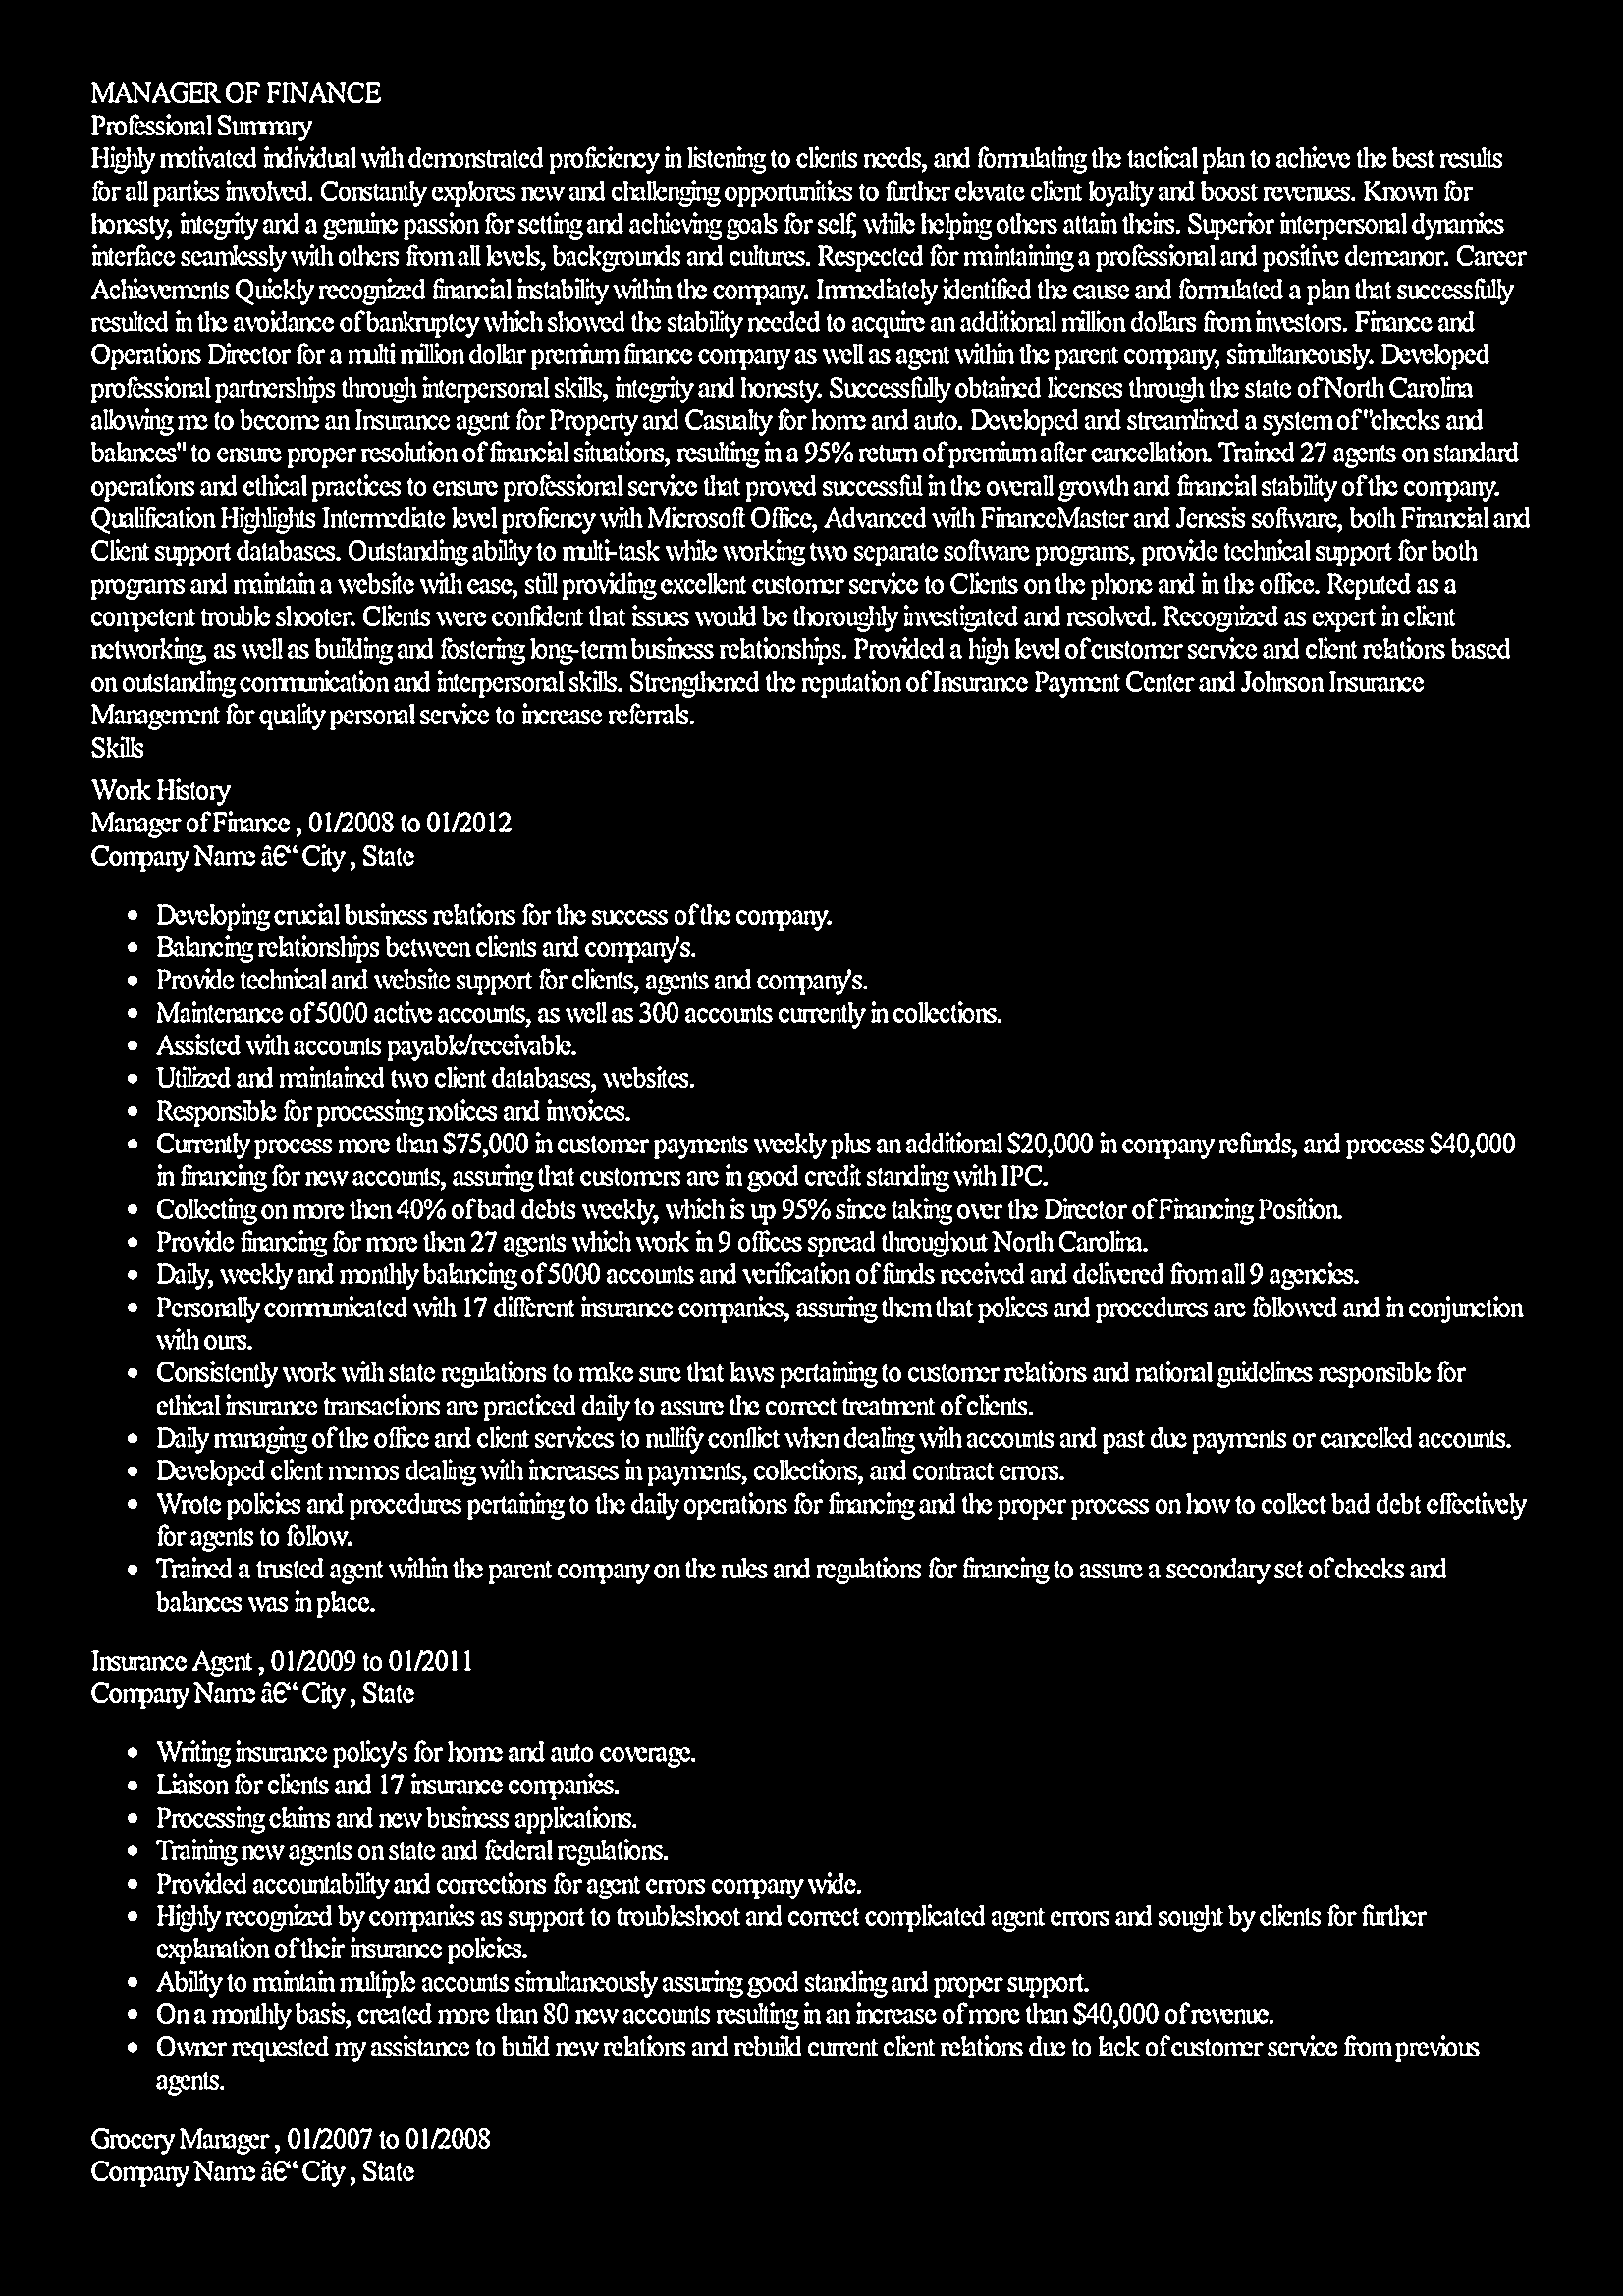 MANAGER OF FINANCE
Professional Summary
Highly motivated individual with demonstrated proficiency in listening to clients needs, and formulating the tactical plan to achieve the best results
for all parties involved. Constantly explores new and challenging opportunities to further elevate client loyalty and boost revenues. Known for
honesty, integrity and a genuine passion for setting and achieving goals for self, while helping others attain theirs. Superior interpersonal dynamics
interface seamlessly with others from all levels, backgrounds and cultures. Respected for maintaining a professional and positive demeanor. Career
Achievements Quickly recognized financial instability within the company. Immediately identified the cause and formulated a plan that successfully
resulted in the avoidance of bankruptcy which showed the stability needed to acquire an additional million dollars from investors. Finance and
Operations Director for a multi million dollar premium finance company as well as agent within the parent company, simultaneously. Developed
professional partnerships through interpersonal skills, integrity and honesty. Successfully obtained licenses through the state of North Carolina
allowing me to become an Insurance agent for Property and Casualty for home and auto. Developed and streamlined a system of "checks and
balances" to ensure proper resolution of financial situations, resulting in a 95% return of premium after cancellation. Trained 27 agents on standard
operations and ethical practices to ensure professional service that proved successful in the overall growth and financial stability of the company.
Qualification Highlights Intermediate level profiency with Microsoft Office, Advanced with FinanceMaster and Jenesis software, both Financial and
Client support databases. Outstanding ability to multi-task while working two separate software programs, provide technical support for both
programs and maintain a website with ease, still providing excellent customer service to Clients on the phone and in the office. Reputed as a
competent trouble shooter. Clients were confident that issues would be thoroughly investigated and resolved. Recognized as expert in client
networking, as well as building and fostering long-term business relationships. Provided a high level of customer service and client relations based
on outstanding communication and interpersonal skills. Strengthened the reputation of Insurance Payment Center and Johnson Insurance
Management for quality personal service to increase referrals.
Skills
Work History
Manager of Finance , 01/2008 to 01/2012
Company Name â€“ City , State
• Developing crucial business relations for the success of the company.
• Balancing relationships between clients and company's.
• Provide technical and website support for clients, agents and company's.
• Maintenance of 5000 active accounts, as well as 300 accounts currently in collections.
• Assisted with accounts payable/receivable.
• Utilized and maintained two client databases, websites.
• Responsible for processing notices and invoices.
• Currently process more than $75,000 in customer payments weekly plus an additional $20,000 in company refunds, and process $40,000
in financing for new accounts, assuring that customers are in good credit standing with IPC.
• Collecting on more then 40% of bad debts weekly, which is up 95% since taking over the Director of Financing Position.
• Provide financing for more then 27 agents which work in 9 offices spread throughout North Carolina.
• Daily, weekly and monthly balancing of 5000 accounts and verification of funds received and delivered from all 9 agencies.
• Personally communicated with 17 different insurance companies, assuring them that polices and procedures are followed and in conjunction
with ours.
• Consistently work with state regulations to make sure that laws pertaining to customer relations and national guidelines responsible for
ethical insurance transactions are practiced daily to assure the correct treatment of clients.
• Daily managing of the office and client services to nullify conflict when dealing with accounts and past due payments or cancelled accounts.
• Developed client memos dealing with increases in payments, collections, and contract errors.
• Wrote policies and procedures pertaining to the daily operations for financing and the proper process on how to collect bad debt effectively
for agents to follow.
• Trained a trusted agent within the parent company on the rules and regulations for financing to assure a secondary set of checks and
balances was in place.
Insurance Agent , 01/2009 to 01/2011
Company Name â€“ City , State
• Writing insurance policy's for home and auto coverage.
• Liaison for clients and 17 insurance companies.
• Processing claims and new business applications.
• Training new agents on state and federal regulations.
• Provided accountability and corrections for agent errors company wide.
• Highly recognized by companies as support to troubleshoot and correct complicated agent errors and sought by clients for further
explanation of their insurance policies.
• Ability to maintain multiple accounts simultaneously assuring good standing and proper support.
• On a monthly basis, created more than 80 new accounts resulting in an increase of more than $40,000 of revenue.
• Owner requested my assistance to build new relations and rebuild current client relations due to lack of customer service from previous
agents.
Grocery Manager , 01/2007 to 01/2008
Company Name â€“ City , State